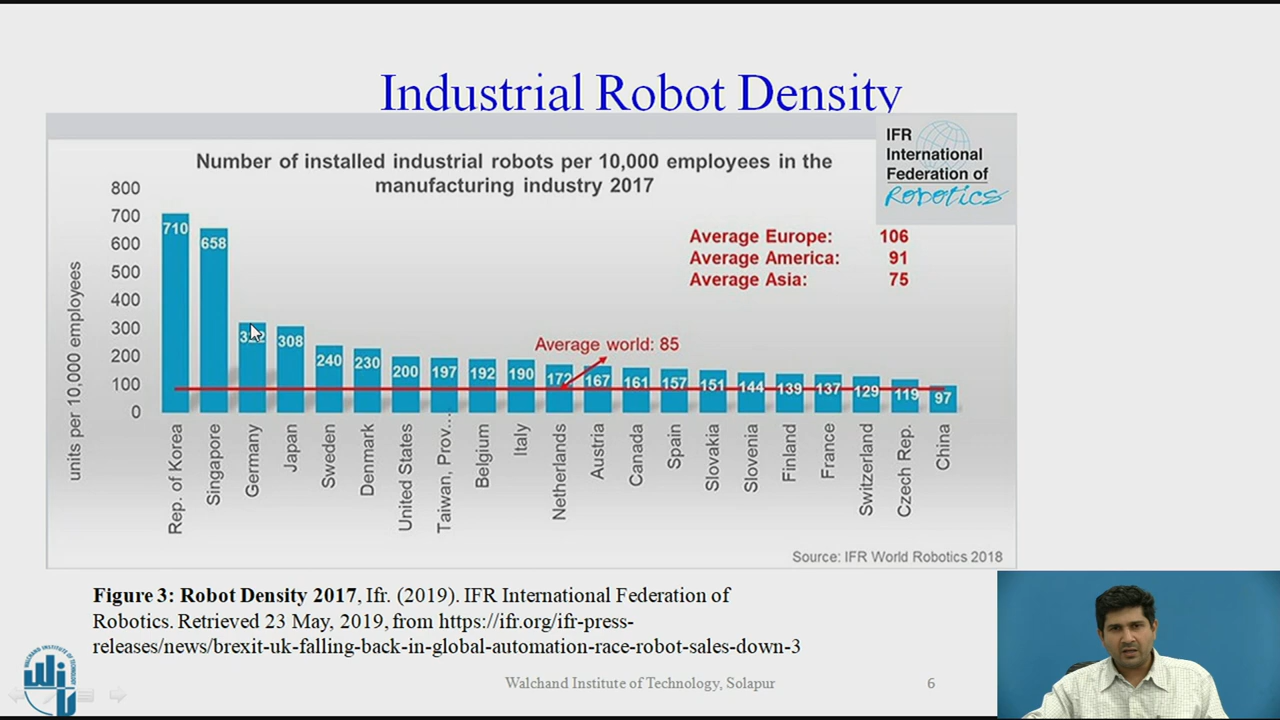 Industrial Robot Density
Number of installed industrial robots per 10,000 employees in the
manufacturing industry 2017
IFR
International
Federation of
Robotics
800
700
600
500
400
300
200
100
0
units per 10,000 employees
Average Europe: 106
Average America: 91
Average Asia: 75
Average world: 85
710
658
308
240
230
200
197
192
190
172
167
161
157
151
144
139
137
129
119
97
Rep. of Korea
Singapore
Germany
Japan
Sweden
Denmark
United States
Taiwan, Prov...
Belgium
Italy
Netherlands
Austria
Canada
Spain
Slovakia
Slovenia
Finland
France
Switzerland
Czech Rep.
China
Source: IFR World Robotics 2018
Figure 3: Robot Density 2017, Ifr. (2019). IFR International Federation of
Robotics. Retrieved 23 May, 2019, from https://ifr.org/ifr-press-
releases/news/brexit-uk-falling-back-in-global-automation-race-robot-sales-down-3
WALCHAND INSTITUTE OF TECHNOLOGY
Walchand Institute of Technology, Solapur
6